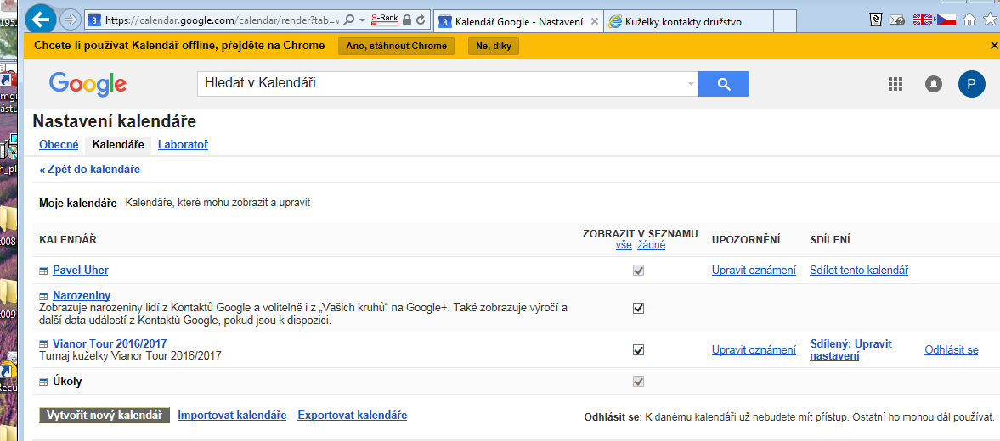 195.
https://calendar.google.com/calendar/render?tab=
S-Rank
3 Kalendář Google - Nastavení
Kuželky kontakty družstvo
Chcete-li používat Kalendář offline, přejděte na Chrome
Ano, stáhnout Chrome
Ne, díky
Google
Hledat v Kalendáři
P
Nastavení kalendáře
Obecné Kalendáře Laboratoř
« Zpět do kalendáře
Moje kalendáře Kalendáře, které mohu zobrazit a upravit
KALENDÁŘ
ZOBRAZIT V SEZNAMU
vše žádné
UPOZORNĚNÍ
SDÍLENÍ
Pavel Uher
Upravit oznámení
Sdílet tento kalendář
Narozeniny
Zobrazuje narozeniny lidí z Kontaktů Google a volitelně i z „Vašich kruhů“ na Google+. Také zobrazuje výročí a
další data událostí z Kontaktů Google, pokud jsou k dispozici.
Vianor Tour 2016/2017
Turnaj kuželky Vianor Tour 2016/2017
Upravit oznámení
Sdílený: Upravit
nastavení
Odhlásit se
Úkoly
Vytvořit nový kalendář Importovat kalendáře Exportovat kalendáře
Odhlásit se: K danému kalendáři už nebudete mít přístup. Ostatní ho mohou dál používat.